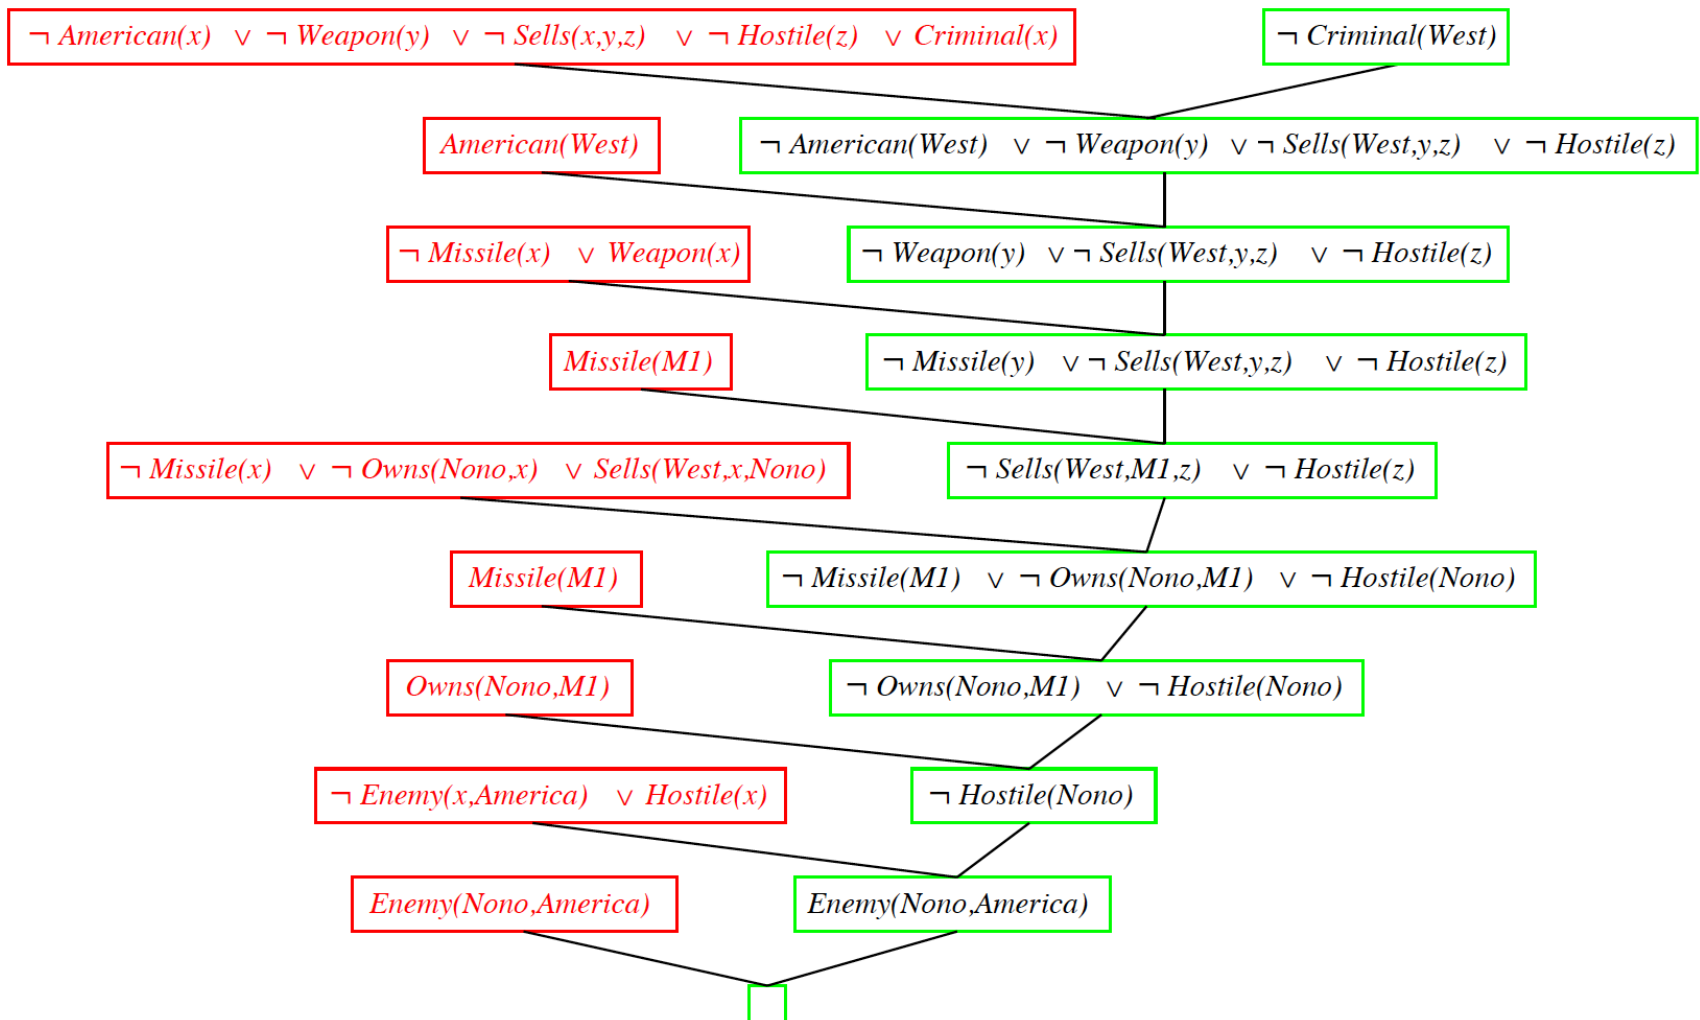 ¬ American(x) ∨ ¬ Weapon(y) ∨ ¬ Sells(x,y,z) ∨ ¬ Hostile(z) ∨ Criminal(x)
¬ Criminal(West)
American(West)
¬ American(West) ∨ ¬ Weapon(y) ∨ ¬ Sells(West,y,z) ∨ ¬ Hostile(z)
¬ Missile(x) ∨ Weapon(x)
¬ Weapon(y) ∨ ¬ Sells(West,y,z) ∨ ¬ Hostile(z)
Missile(M1)
¬ Missile(y) ∨ ¬ Sells(West,y,z) ∨ ¬ Hostile(z)
¬ Missile(x) ∨ ¬ Owns(Nono,x) ∨ Sells(West,x,Nono)
¬ Sells(West,M1,z) ∨ ¬ Hostile(z)
Missile(M1)
¬ Missile(M1) ∨ ¬ Owns(Nono,M1) ∨ ¬ Hostile(Nono)
Owns(Nono,M1)
¬ Owns(Nono,M1) ∨ ¬ Hostile(Nono)
¬ Enemy(x,America) ∨ Hostile(x)
¬ Hostile(Nono)
Enemy(Nono,America)
Enemy(Nono,America)